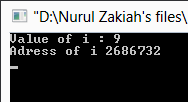 "D:\Nurul Zakiah's files\
Value of i : 9
Adress of i 2686732